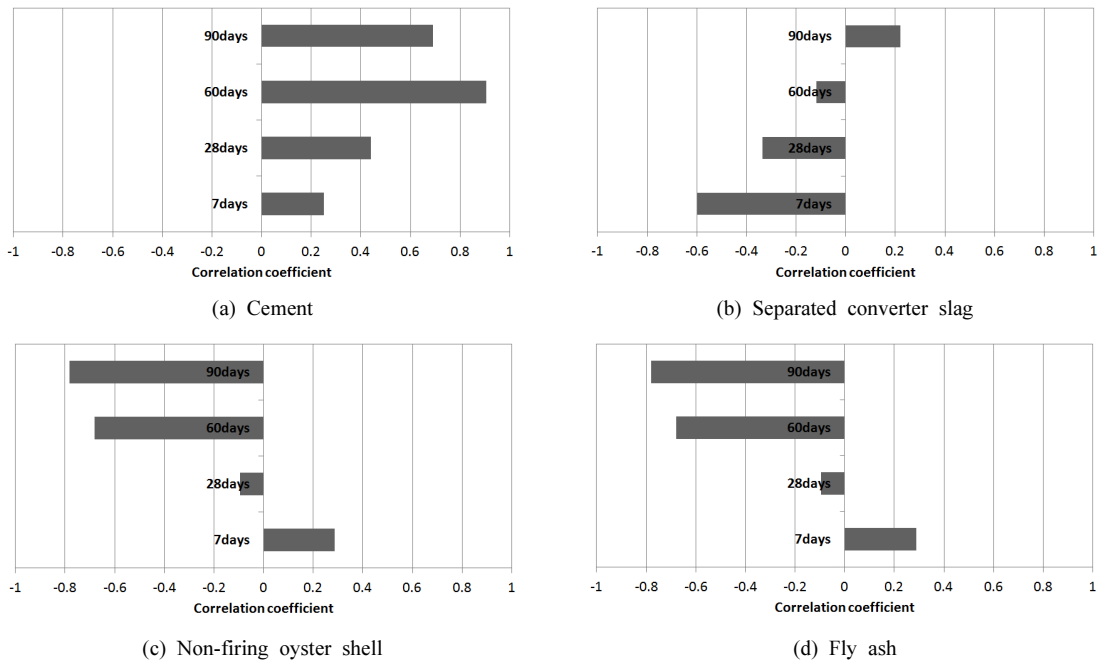 90days
60days
28days
7days
-1 -0.8 -0.6 -0.4 -0.2 0 0.2 0.4 0.6 0.8 1
Correlation coefficient
(a) Cement
90days
60days
28days
7days
-1 -0.8 -0.6 -0.4 -0.2 0 0.2 0.4 0.6 0.8 1
Correlation coefficient
(b) Separated converter slag
90days
60days
28days
7days
-1 -0.8 -0.6 -0.4 -0.2 0 0.2 0.4 0.6 0.8 1
Correlation coefficient
(c) Non-firing oyster shell
90days
60days
28days
7days
-1 -0.8 -0.6 -0.4 -0.2 0 0.2 0.4 0.6 0.8 1
Correlation coefficient
(d) Fly ash